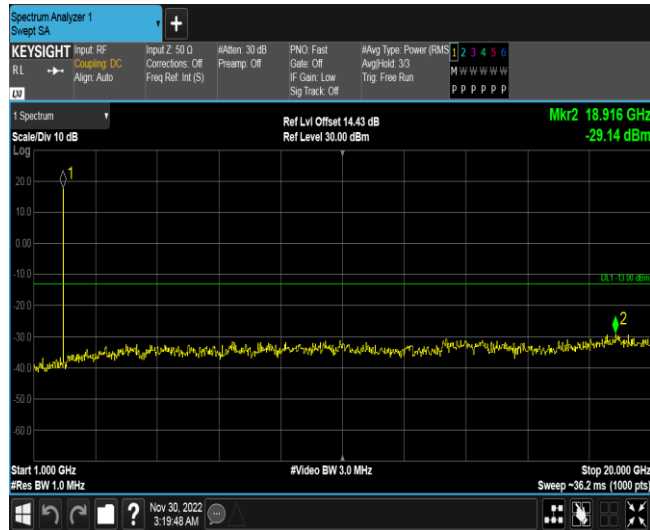 Spectrum Analyzer 1
Swept SA
+
KEYSIGHT
RL
LXI
Input: RF
Coupling: DC
Align: Auto
Input Z: 50 Ω
Corrections: Off
Freq Ref: Int (S)
#Atten: 30 dB
Preamp: Off
PNO: Fast
Gate: Off
IF Gain: Low
Sig Track: Off
#Avg Type: Power (RMS
Avg|Hold: 3/3
Trig: Free Run
1 2 3 4 5 6
M W W W W W
P P P P P P
1 Spectrum
Scale/Div 10 dB
Log
Ref Lvl Offset 14.43 dB
Ref Level 30.00 dBm
Mkr2 18.916 GHz
-29.14 dBm
1
20.0
10.0
0.00
-10.0
DL1 -13.00 dBm
-20.0
2
-30.0
-40.0
-50.0
-60.0
Start 1.000 GHz
#Res BW 1.0 MHz
#Video BW 3.0 MHz
Stop 20.000 GHz
Sweep ~36.2 ms (1000 pts)
?
Nov 30, 2022
3:19:48 AM